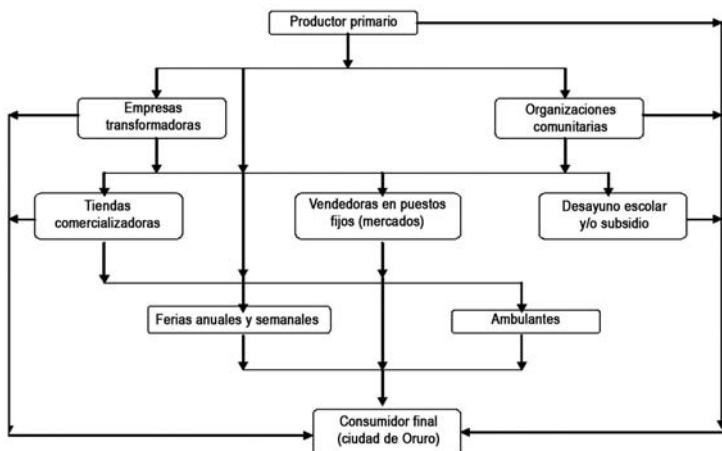 Productor primario
Empresas
transformadoras
Organizaciones
comunitarias
Tiendas
comercializadoras
Vendedoras en puestos
fijos (mercados)
Desayuno escolar
y/o subsidio
Ferias anuales y semanales
Ambulantes
Consumidor final
(ciudad de Oruro)